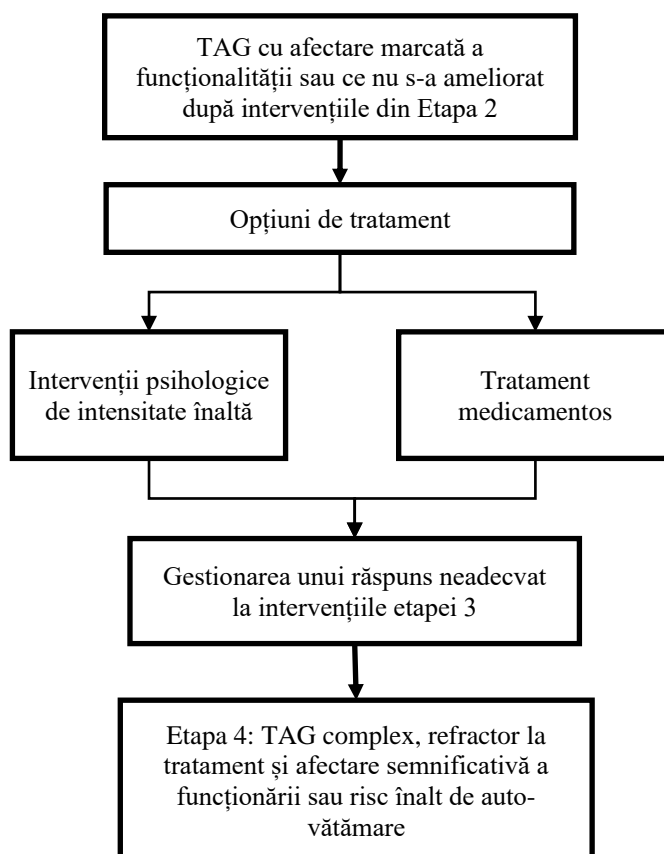 TAG cu afectare marcată a
funcționalității sau ce nu s-a ameliorat
după intervențiile din Etapa 2
Opțiuni de tratament
Intervenții psihologice
de intensitate înaltă
Tratament
medicamentos
Gestionarea unui răspuns neadecvat
la intervențiile etapei 3
Etapa 4: TAG complex, refractor la
tratament și afectare semnificativă a
funcționării sau risc înalt de auto-
vătămare